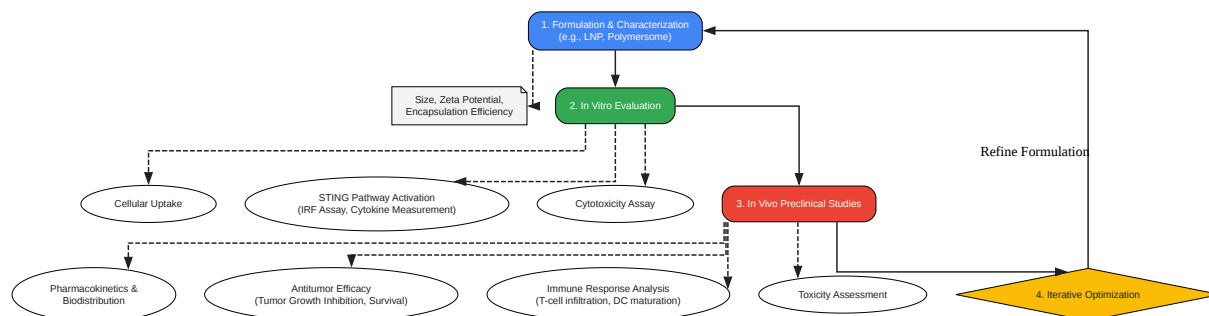 1. Formulation & Characterization
(e.g., LNP, Polymersome)
Size, Zeta Potential,
Encapsulation Efficiency
2. In Vitro Evaluation
Refine Formulation
Cellular Uptake
STING Pathway Activation
(IRF Assay, Cytokine Measurement)
Cytotoxicity Assay
3. In Vivo Preclinical Studies
Pharmacokinetics &
Biodistribution
Antitumor Efficacy
(Tumor Growth Inhibition, Survival)
Immune Response Analysis
(T-cell infiltration, DC maturation)
Toxicity Assessment
4. Iterative Optimization